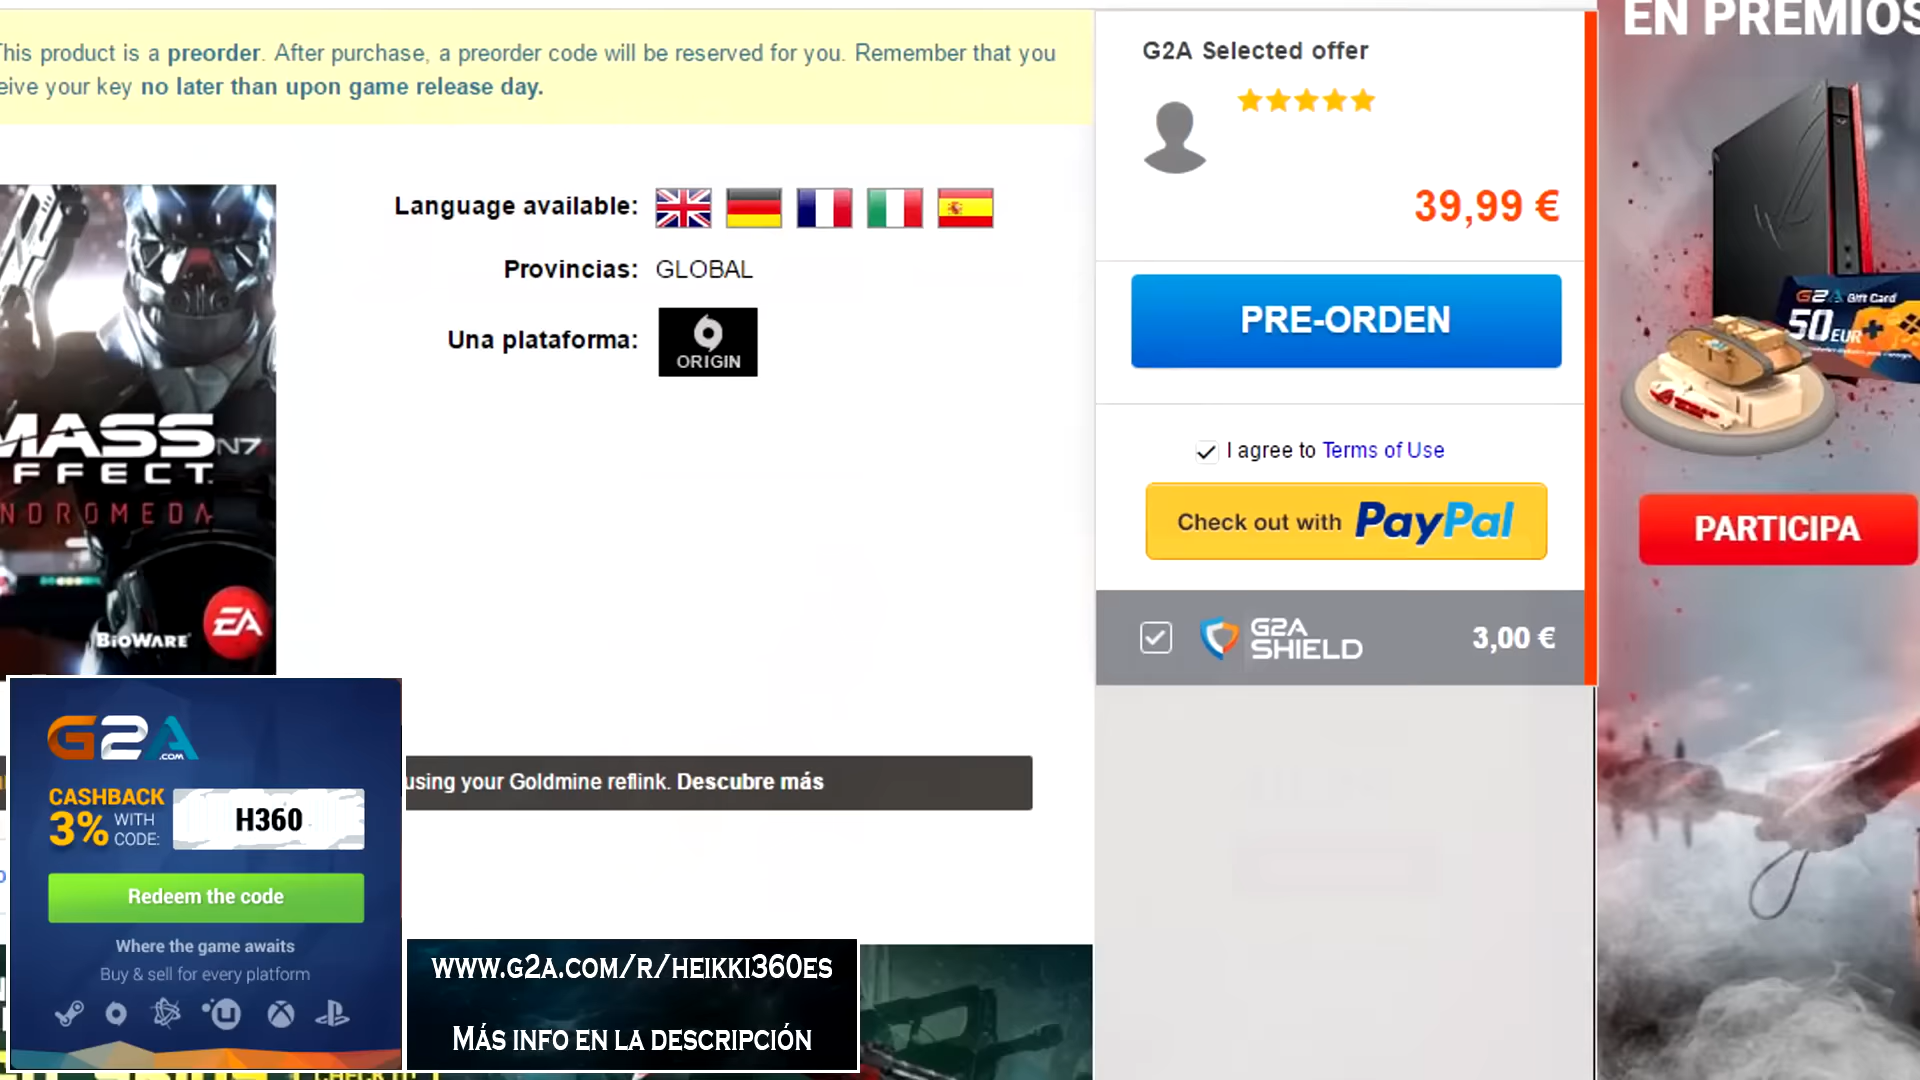 This product is a preorder. After purchase, a preorder code will be reserved for you. Remember that you
eive your key no later than upon game release day.
Language available:
Provincias: GLOBAL
Una plataforma: ORIGIN
MASS N7
FFECT.
NDROMEDA
BIOWARE
EA
G2A Selected offer
39,99 €
PRE-ORDEN
I agree to Terms of Use
Check out with PayPal
G2A SHIELD 3,00 €
EN PREMIOS
G2A Gift Card
50 EUR
PARTICIPA
using your Goldmine reflink. Descubre más
G2A.COM
CASHBACK
3% WITH CODE: H360
Redeem the code
Where the game awaits
Buy & sell for every platform
WWW.G2A.COM/R/HEIKKI360ES
MÁS INFO EN LA DESCRIPCIÓN